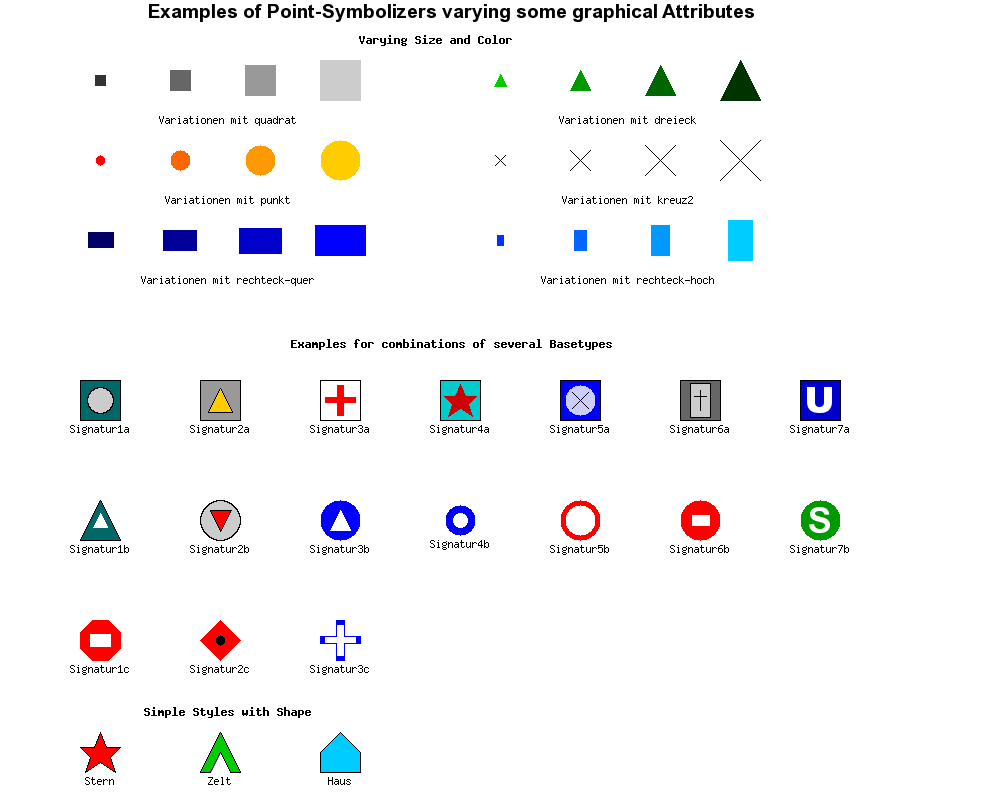 Examples of Point-Symbolizers varying some graphical Attributes
Varying Size and Color
Variationen mit quadrat
Variationen mit dreieck
Variationen mit punkt
Variationen mit kreuz2
Variationen mit rechteck-quer
Variationen mit rechteck-hoch
Examples for combinations of several Basetypes
U
Signatur1a Signatur2a Signatur3a Signatur4a Signatur5a Signatur6a Signatur7a
S
Signatur1b Signatur2b Signatur3b Signatur4b Signatur5b Signatur6b Signatur7b
Signatur1c Signatur2c Signatur3c
Simple Styles with Shape
Stern Zelt Haus